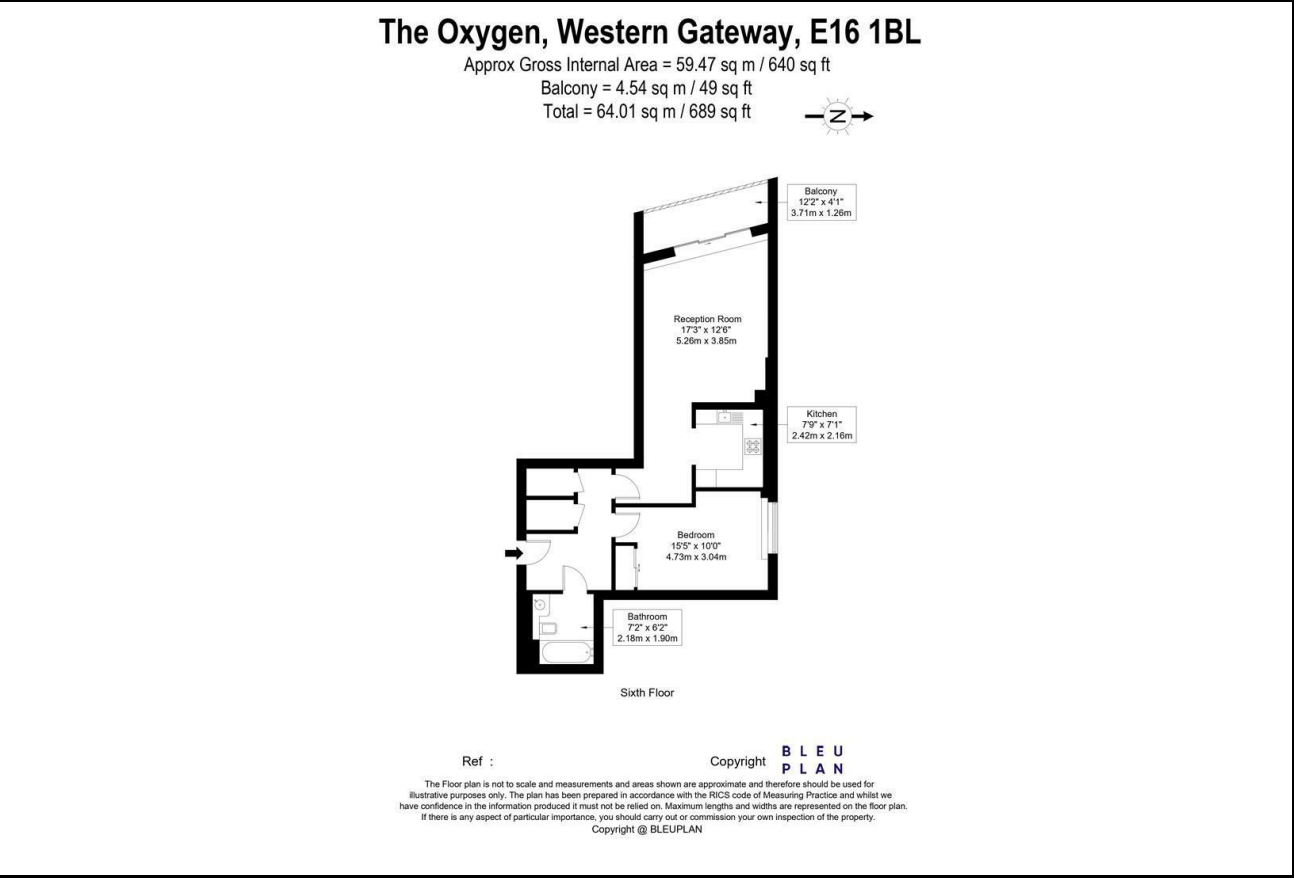 The Oxygen, Western Gateway, E16 1BL
Approx Gross Internal Area = 59.47 sq m / 640 sq ft
Balcony = 4.54 sq m / 49 sq ft
Total = 64.01 sq m / 689 sq ft
N
Balcony
12'2" x 4'1"
3.71m x 1.26m
Reception Room
17'3" x 12'6"
5.26m x 3.85m
Kitchen
7'9" x 7'1"
2.42m x 2.16m
Bedroom
15'5" x 10'0"
4.73m x 3.04m
Bathroom
7'2" x 6'2"
2.18m x 1.90m
Sixth Floor
Ref :
Copyright
BLEU
PLAN
The Floor plan is not to scale and measurements and areas shown are approximate and therefore should be used for
illustrative purposes only. The plan has been prepared in accordance with the RICS code of Measuring Practice and whilst we
have confidence in the information produced it must not be relied on. Maximum lengths and widths are represented on the floor plan.
If there is any aspect of particular importance, you should carry out or commission your own inspection of the property.
Copyright @ BLEUPLAN